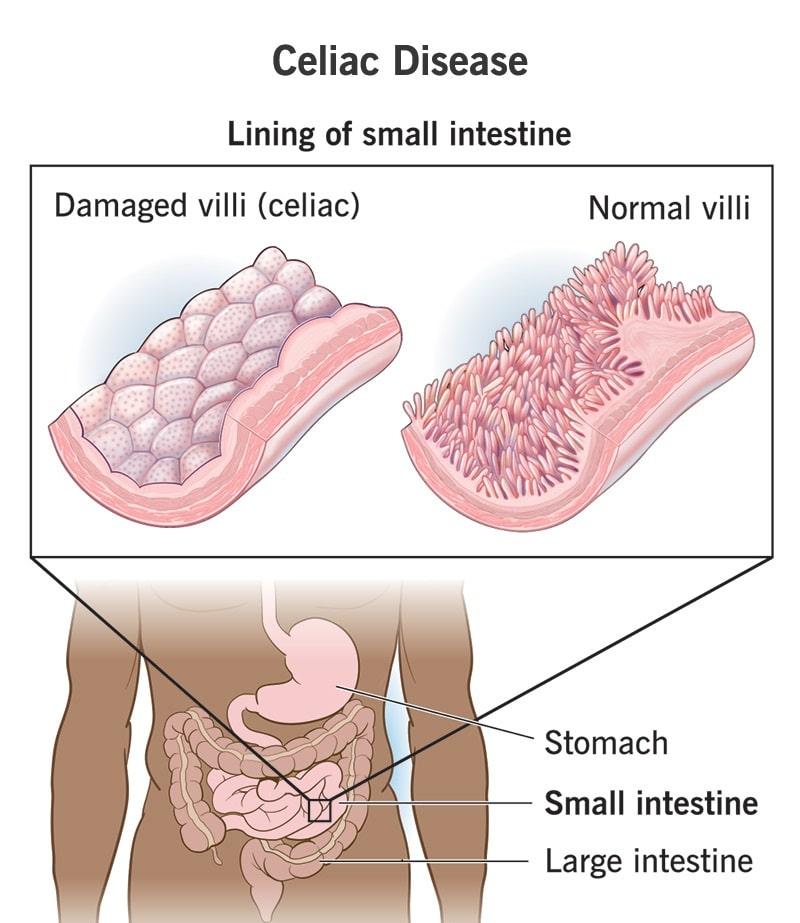 Celiac Disease
Lining of small intestine
Damaged villi (celiac)
Normal villi
Stomach
Small intestine
Large intestine